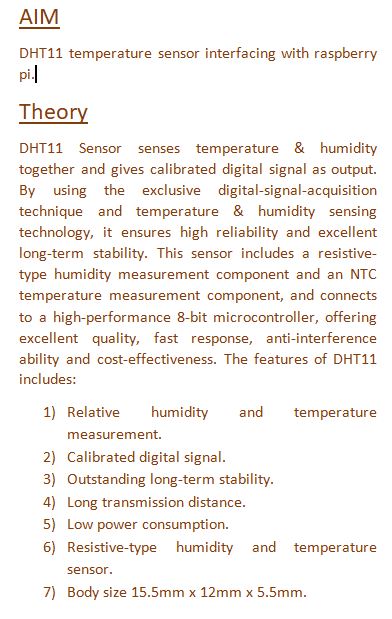 AIM
DHT11 temperature sensor interfacing with raspberry
pi.
Theory
DHT11 Sensor senses temperature & humidity
together and gives calibrated digital signal as output.
By using the exclusive digital-signal-acquisition
technique and temperature & humidity sensing
technology, it ensures high reliability and excellent
long-term stability. This sensor includes a resistive-
type humidity measurement component and an NTC
temperature measurement component, and connects
to a high-performance 8-bit microcontroller, offering
excellent quality, fast response, anti-interference
ability and cost-effectiveness. The features of DHT11
includes:
1) Relative humidity and temperature
measurement.
2) Calibrated digital signal.
3) Outstanding long-term stability.
4) Long transmission distance.
5) Low power consumption.
6) Resistive-type humidity and temperature
sensor.
7) Body size 15.5mm x 12mm x 5.5mm.